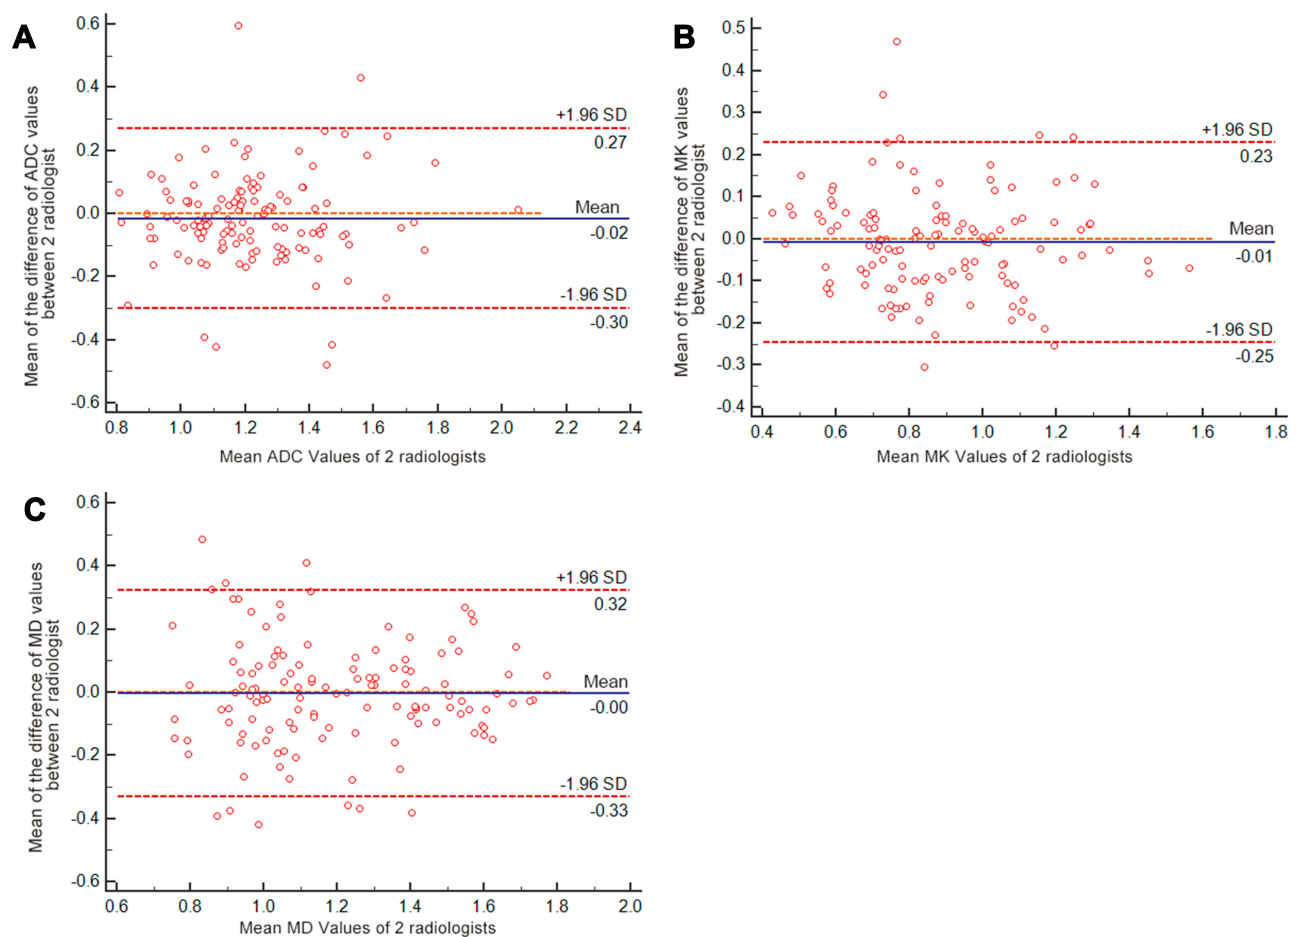 A
Mean of the difference of ADC values
between 2 radiologist
0.6
0.4
0.2
0.0
-0.2
-0.4
-0.6
+1.96 SD
0.27
Mean
-0.02
-1.96 SD
-0.30
0.8 1.0 1.2 1.4 1.6 1.8 2.0 2.2 2.4
Mean ADC Values of 2 radiologists
B
Mean of the difference of MK values
between 2 radiologist
0.5
0.4
0.3
0.2
0.1
0.0
-0.1
-0.2
-0.3
-0.4
+1.96 SD
0.23
Mean
-0.01
-1.96 SD
-0.25
0.4 0.6 0.8 1.0 1.2 1.4 1.6 1.8
Mean MK Values of 2 radiologists
C
Mean of the difference of MD values
between 2 radiologist
0.6
0.4
0.2
0.0
-0.2
-0.4
-0.6
+1.96 SD
0.32
Mean
-0.00
-1.96 SD
-0.33
0.6 0.8 1.0 1.2 1.4 1.6 1.8 2.0
Mean MD Values of 2 radiologists